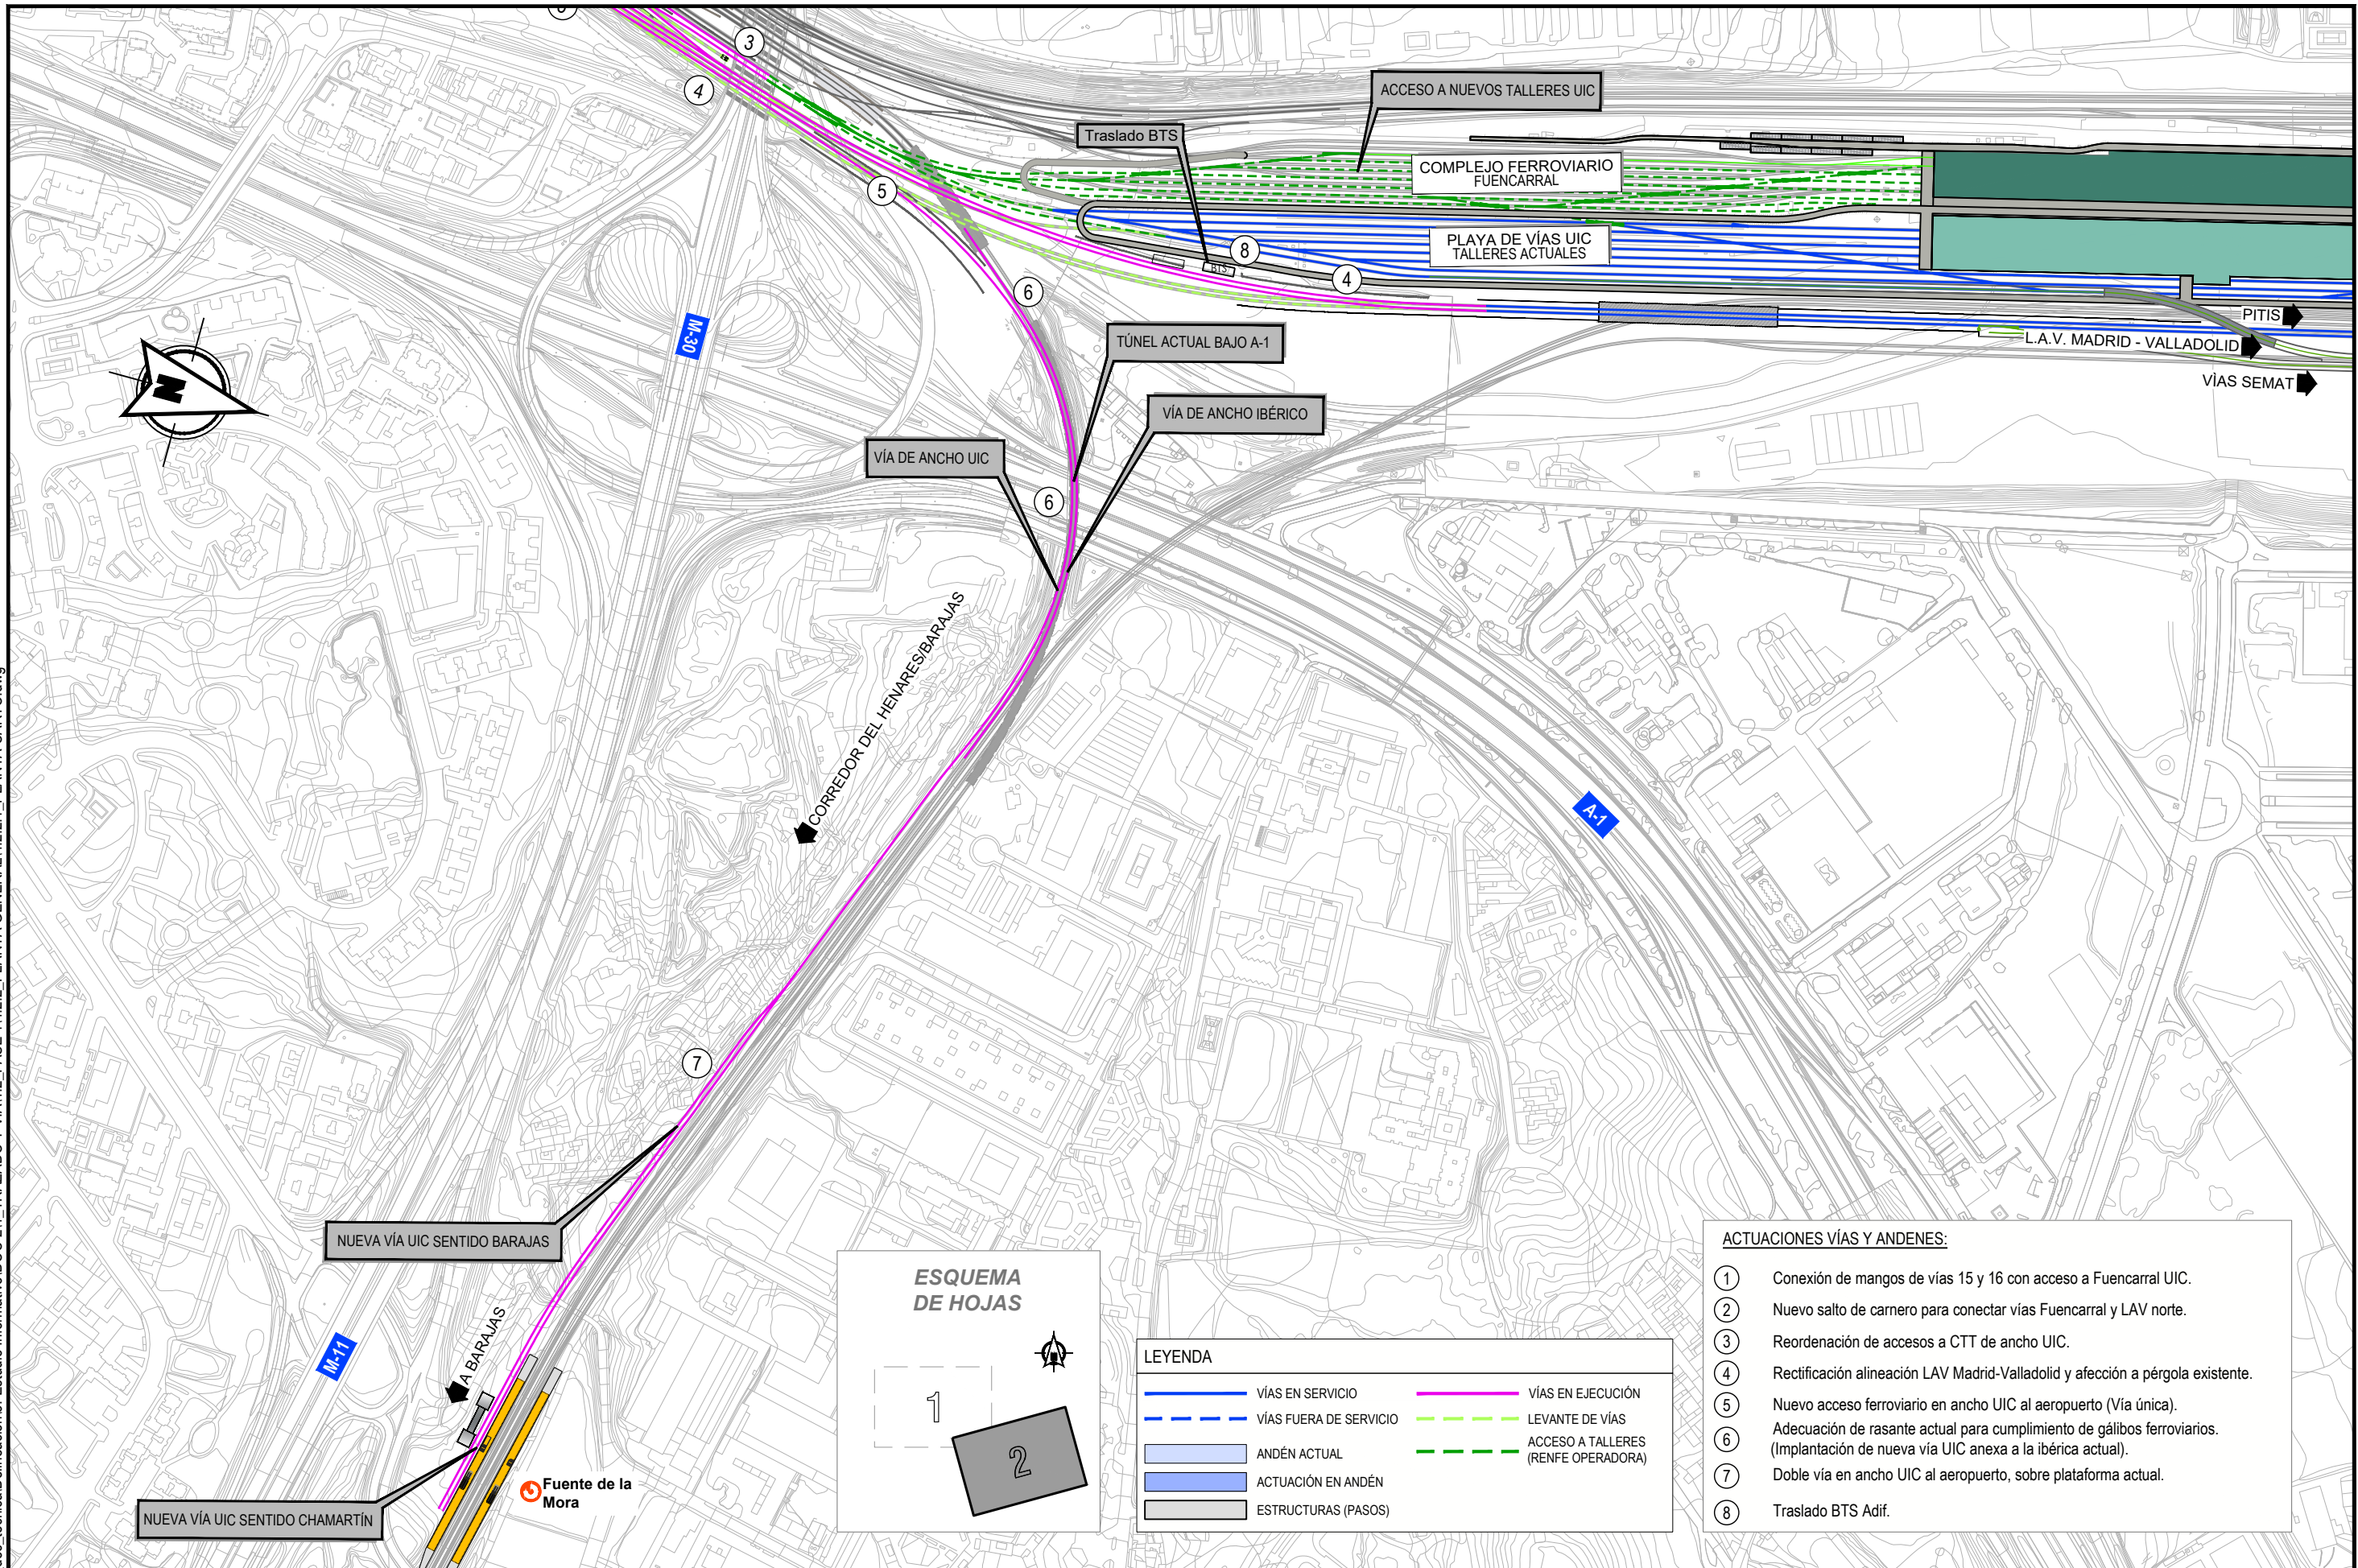 3
4
ACCESO A NUEVOS TALLERES UIC
Traslado BTS
COMPLEJO FERROVIARIO
FUENCARRAL
5
PLAYA DE VÍAS UIC
TALLERES ACTUALES
8
BTS
4
6
PITIS
L.A.V. MADRID - VALLADOLID
VÌAS SEMAT
M-30
N
TÚNEL ACTUAL BAJO A-1
VÍA DE ANCHO IBÉRICO
VÍA DE ANCHO UIC
6
CORREDOR DEL HENARES/BARAJAS
A-1
7
NUEVA VÍA UIC SENTIDO BARAJAS
A BARAJAS
M-11
Fuente de la
Mora
NUEVA VÍA UIC SENTIDO CHAMARTÍN
ESQUEMA
DE HOJAS
1
2
LEYENDA
VÍAS EN SERVICIO
VÍAS FUERA DE SERVICIO
ANDÉN ACTUAL
ACTUACIÓN EN ANDÉN
ESTRUCTURAS (PASOS)
VÍAS EN EJECUCIÓN
LEVANTE DE VÍAS
ACCESO A TALLERES
(RENFE OPERADORA)
ACTUACIONES VÍAS Y ANDENES:
1 Conexión de mangos de vías 15 y 16 con acceso a Fuencarral UIC.
2 Nuevo salto de carnero para conectar vías Fuencarral y LAV norte.
3 Reordenación de accesos a CTT de ancho UIC.
4 Rectificación alineación LAV Madrid-Valladolid y afección a pérgola existente.
5 Nuevo acceso ferroviario en ancho UIC al aeropuerto (Vía única).
6 Adecuación de rasante actual para cumplimiento de gálibos ferroviarios.
(Implantación de nueva vía UIC anexa a la ibérica actual).
7 Doble vía en ancho UIC al aeropuerto, sobre plataforma actual.
8 Traslado BTS Adif.